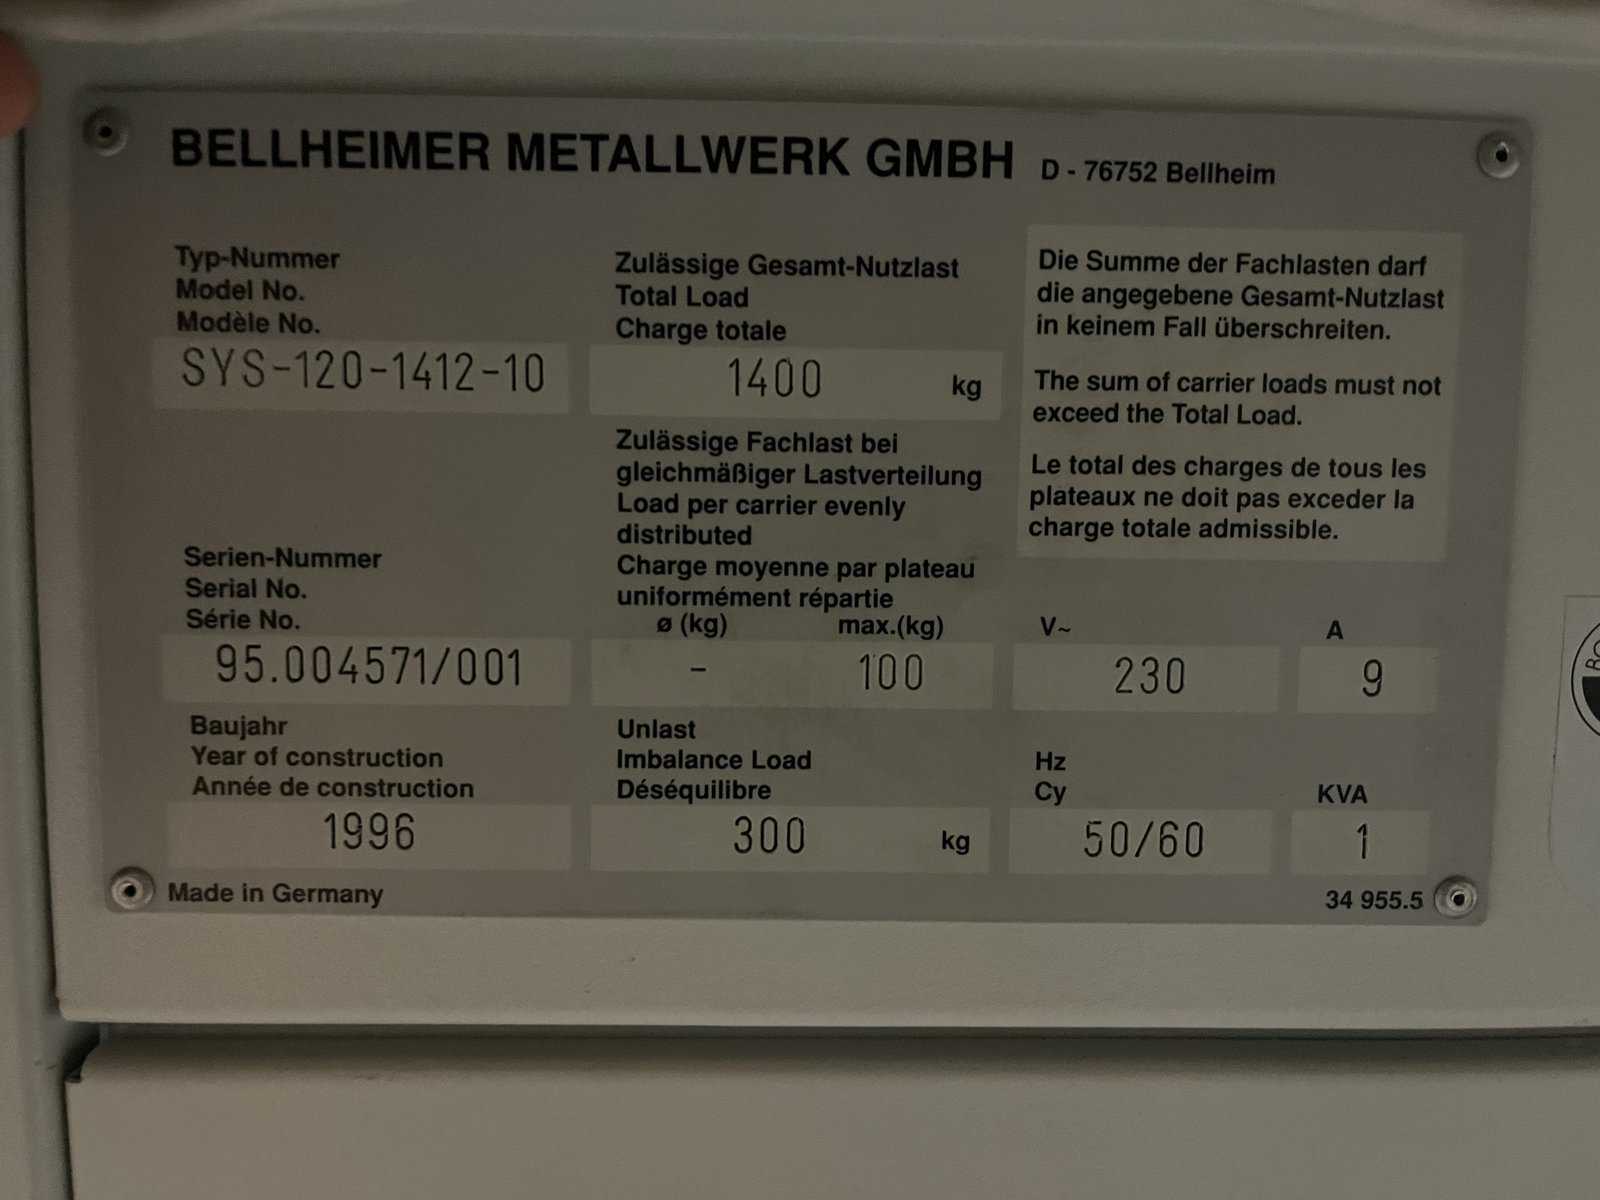 BELLHEIMER METALLWERK GMBH D - 76752 Bellheim
Typ-Nummer
Model No.
Modèle No.
SYS-120-1412-10
Serien-Nummer
Serial No.
Série No.
95.004571/001
Baujahr
Year of construction
Année de construction
1996
Made in Germany
Zulässige Gesamt-Nutzlast
Total Load
Charge totale
1400 kg
Zulässige Fachlast bei
gleichmäßiger Lastverteilung
Load per carrier evenly
distributed
Charge moyenne par plateau
uniformément répartie
ø (kg) max.(kg)
- 100
Unlast
Imbalance Load
Déséquilibre
300 kg
Die Summe der Fachlasten darf
die angegebene Gesamt-Nutzlast
in keinem Fall überschreiten.
The sum of carrier loads must not
exceed the Total Load.
Le total des charges de tous les
plateaux ne doit pas exceder la
charge totale admissible.
V~ A
230 9
Hz
Cy KVA
50/60 1
34 955.5